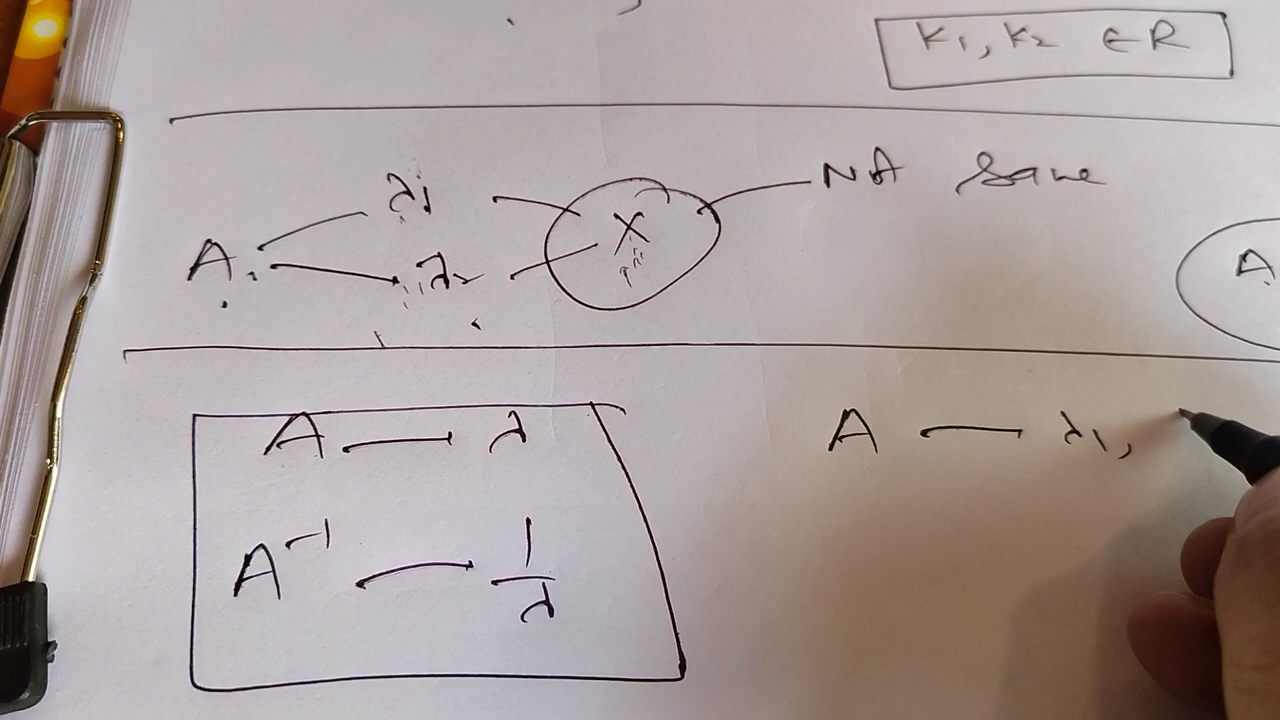 K₁, K₂ ∈ R
λ₁
NA Same
A
X
λ₂
A
A — λ
A — λ₁,
A⁻¹ — 1/λ